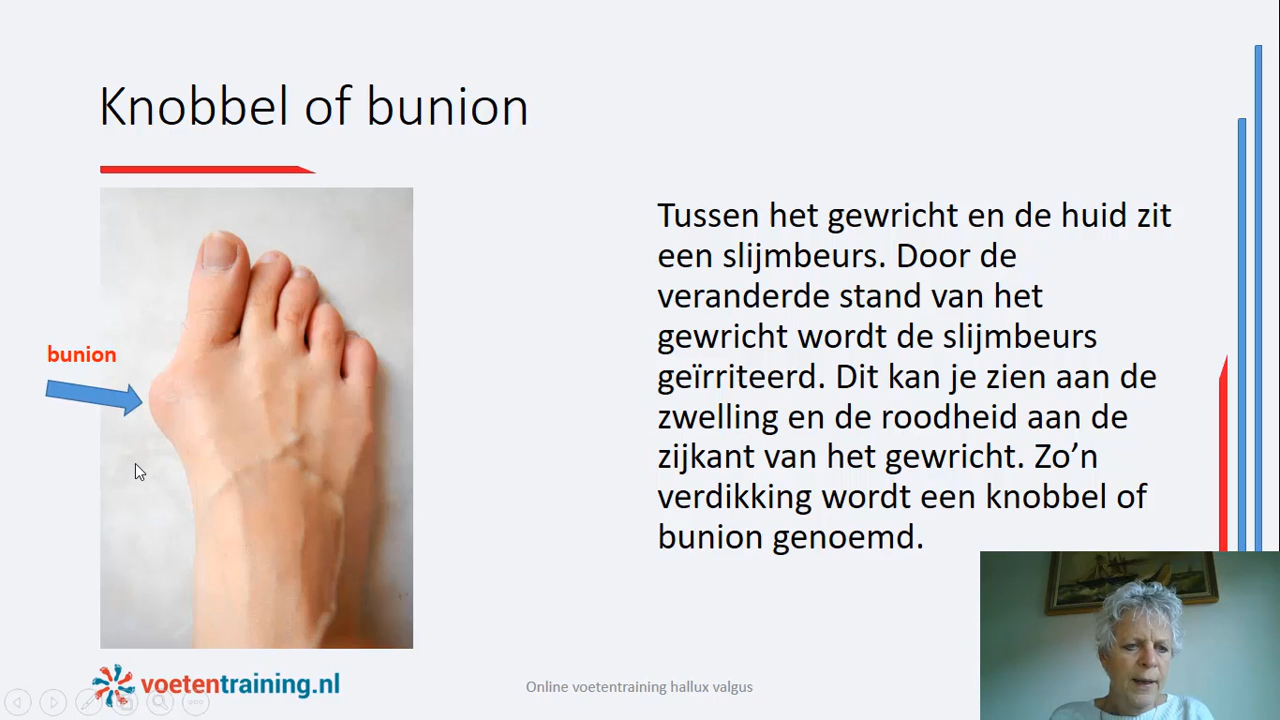 Knobbel of bunion
bunion
Tussen het gewricht en de huid zit
een slijmbeurs. Door de
veranderde stand van het
gewricht wordt de slijmbeurs
geïrriteerd. Dit kan je zien aan de
zwelling en de roodheid aan de
zijkant van het gewricht. Zo’n
verdikking wordt een knobbel of
bunion genoemd.
voetentraining.nl
Online voetentraining hallux valgus